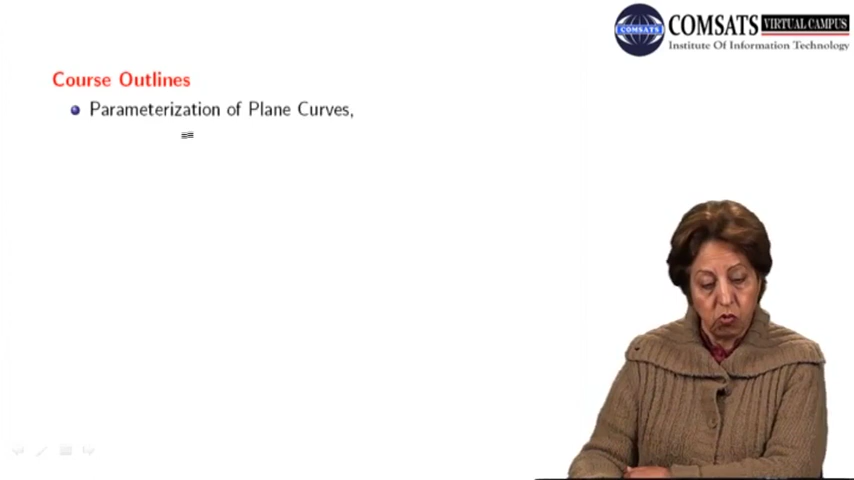 COMSATS VIRTUAL CAMPUS
COMSATS
Institute Of Information Technology
Course Outlines
Parameterization of Plane Curves,